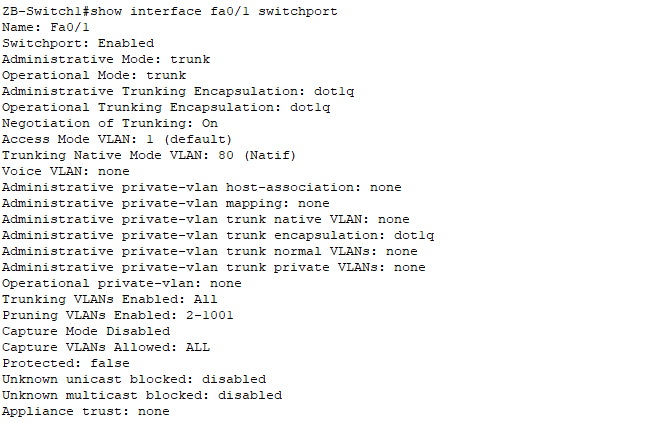 ZB-Switch1#show interface fa0/1 switchport
Name: Fa0/1
Switchport: Enabled
Administrative Mode: trunk
Operational Mode: trunk
Administrative Trunking Encapsulation: dot1q
Operational Trunking Encapsulation: dot1q
Negotiation of Trunking: On
Access Mode VLAN: 1 (default)
Trunking Native Mode VLAN: 80 (Natif)
Voice VLAN: none
Administrative private-vlan host-association: none
Administrative private-vlan mapping: none
Administrative private-vlan trunk native VLAN: none
Administrative private-vlan trunk encapsulation: dot1q
Administrative private-vlan trunk normal VLANs: none
Administrative private-vlan trunk private VLANs: none
Operational private-vlan: none
Trunking VLANs Enabled: All
Pruning VLANs Enabled: 2-1001
Capture Mode Disabled
Capture VLANs Allowed: ALL
Protected: false
Unknown unicast blocked: disabled
Unknown multicast blocked: disabled
Appliance trust: none